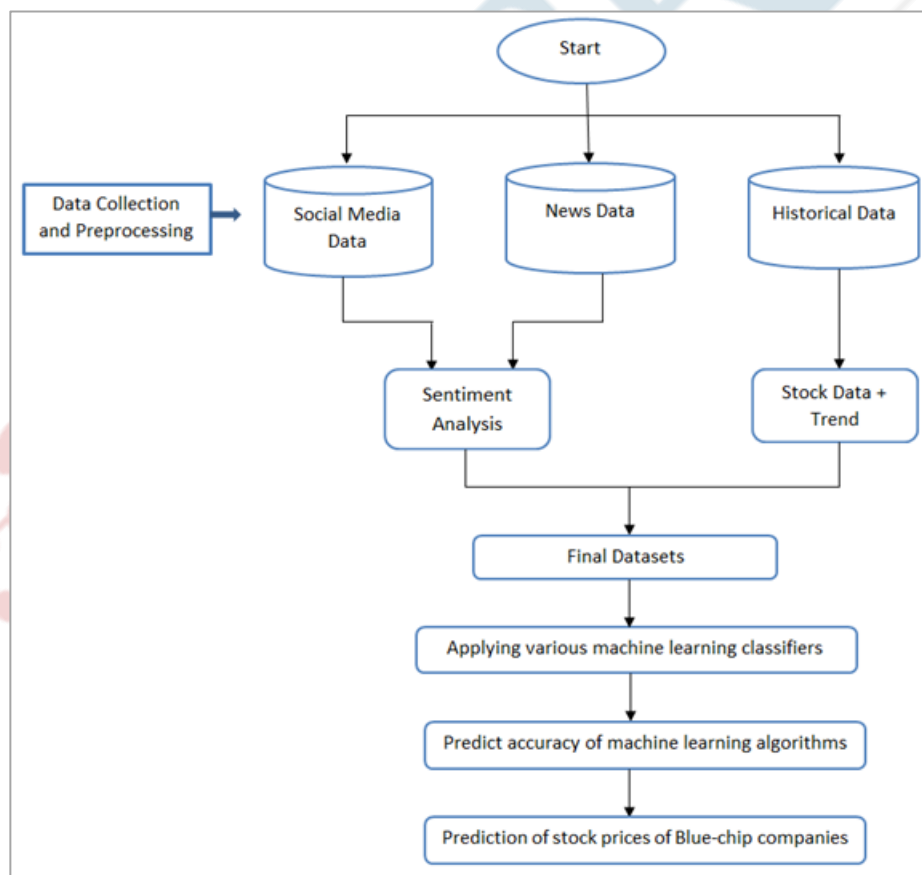 Start
Data Collection
and Preprocessing
Social Media
Data
News Data
Historical Data
Sentiment
Analysis
Stock Data +
Trend
Final Datasets
Applying various machine learning classifiers
Predict accuracy of machine learning algorithms
Prediction of stock prices of Blue-chip companies